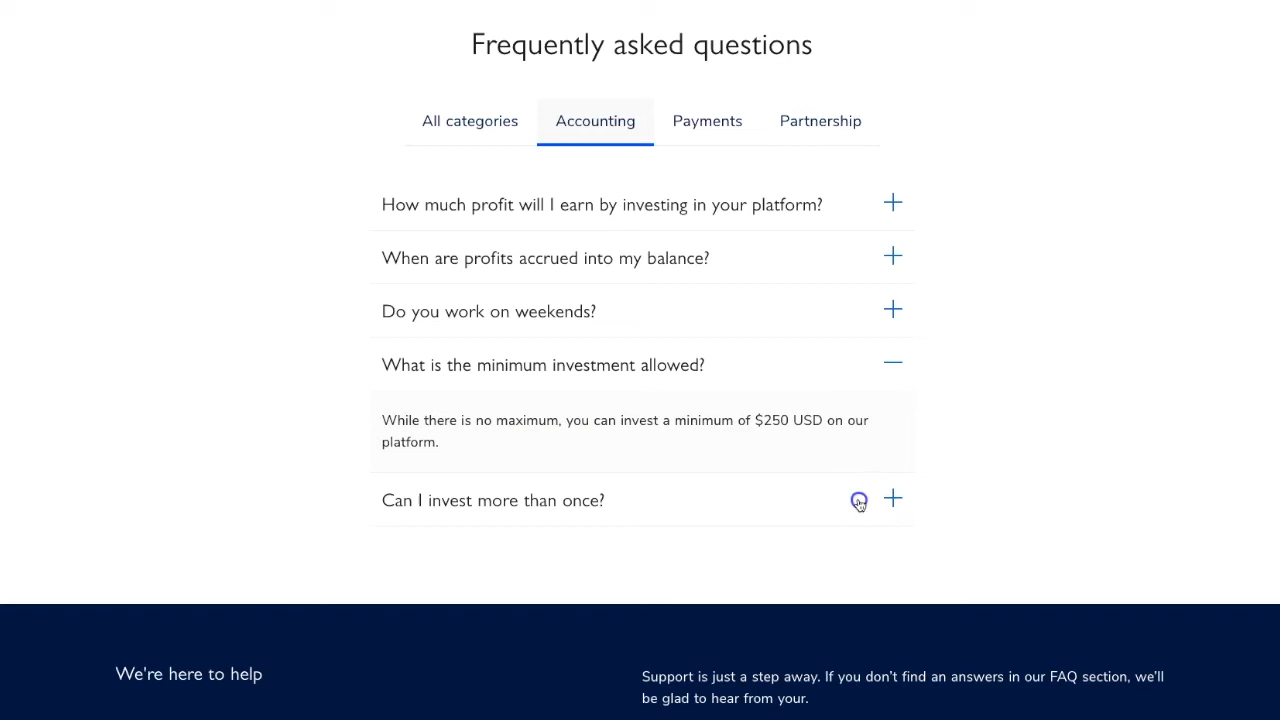 Frequently asked questions
All categories
Accounting
Payments
Partnership
How much profit will I earn by investing in your platform?
When are profits accrued into my balance?
Do you work on weekends?
What is the minimum investment allowed?
While there is no maximum, you can invest a minimum of $250 USD on our
platform.
Can I invest more than once?
We're here to help
Support is just a step away. If you don't find an answers in our FAQ section, we'll
be glad to hear from your.